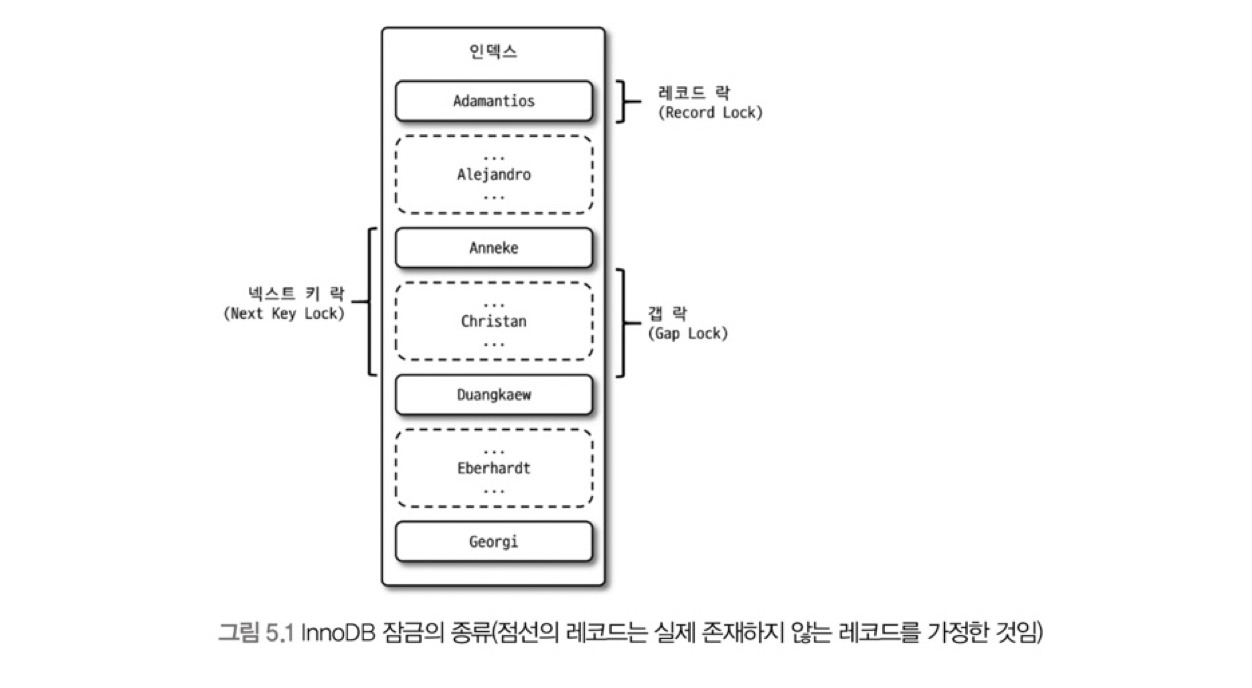 인덱스
Adamantios
레코드 락
(Record Lock)
...
Alejandro
...
Anneke
넥스트 키 락
(Next Key Lock)
...
Christan
...
갭 락
(Gap Lock)
Duangkaew
...
Eberhardt
...
Georgi
그림 5.1 InnoDB 잠금의 종류(점선의 레코드는 실제 존재하지 않는 레코드를 가정한 것임)